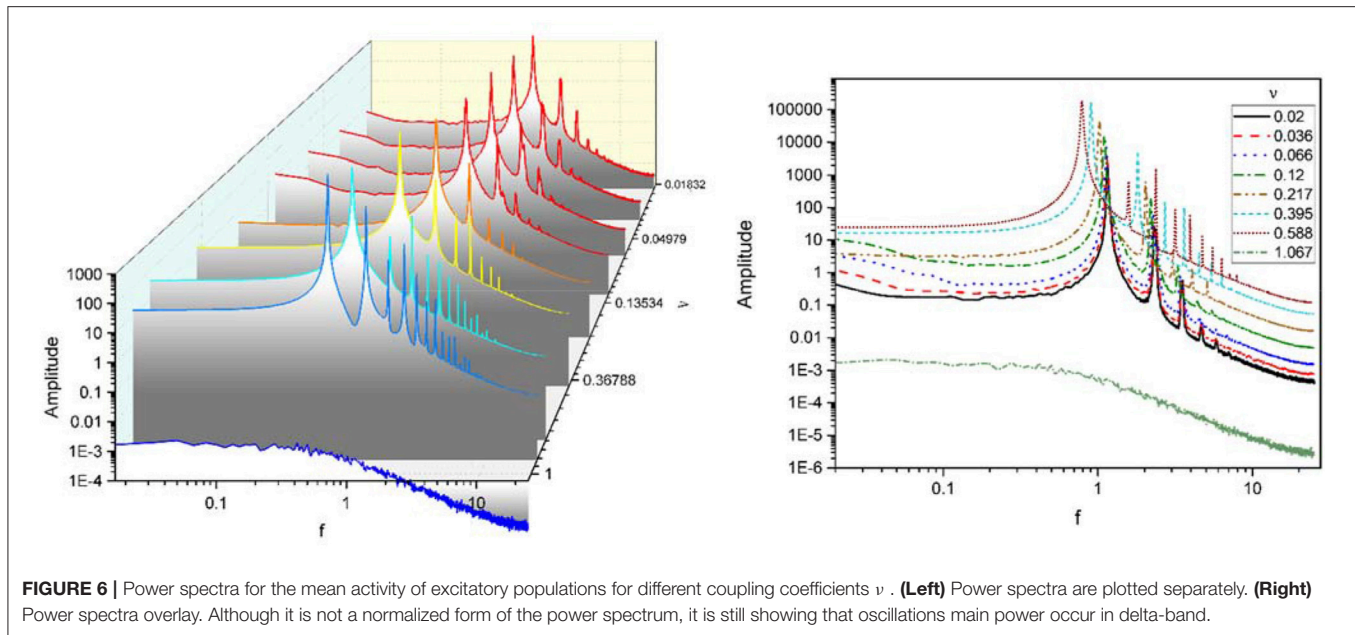 Amplitude
1000
100
10
1
0.1
0.01
1E-3
1E-4
0.1
1
10
f
0.01832
0.04979
0.13534
0.36788
1
ν
Amplitude
100000
10000
1000
100
10
1
0.1
0.01
1E-3
1E-4
1E-5
1E-6
0.1
1
10
f
ν
0.02
0.036
0.066
0.12
0.217
0.395
0.588
1.067
FIGURE 6 | Power spectra for the mean activity of excitatory populations for different coupling coefficients ν . (Left) Power spectra are plotted separately. (Right)
Power spectra overlay. Although it is not a normalized form of the power spectrum, it is still showing that oscillations main power occur in delta-band.